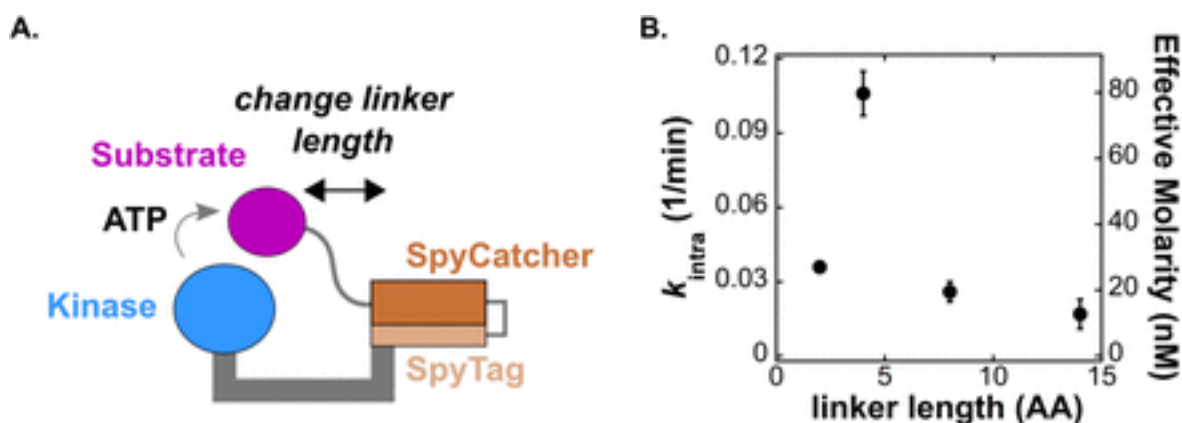 A.
change linker
length
Substrate
ATP
SpyCatcher
Kinase
SpyTag
B.
0.12
0.09
0.06
0.03
0
k intra (1/min)
80
60
40
20
0
Effective Molarity (nM)
0
5
10
15
linker length (AA)